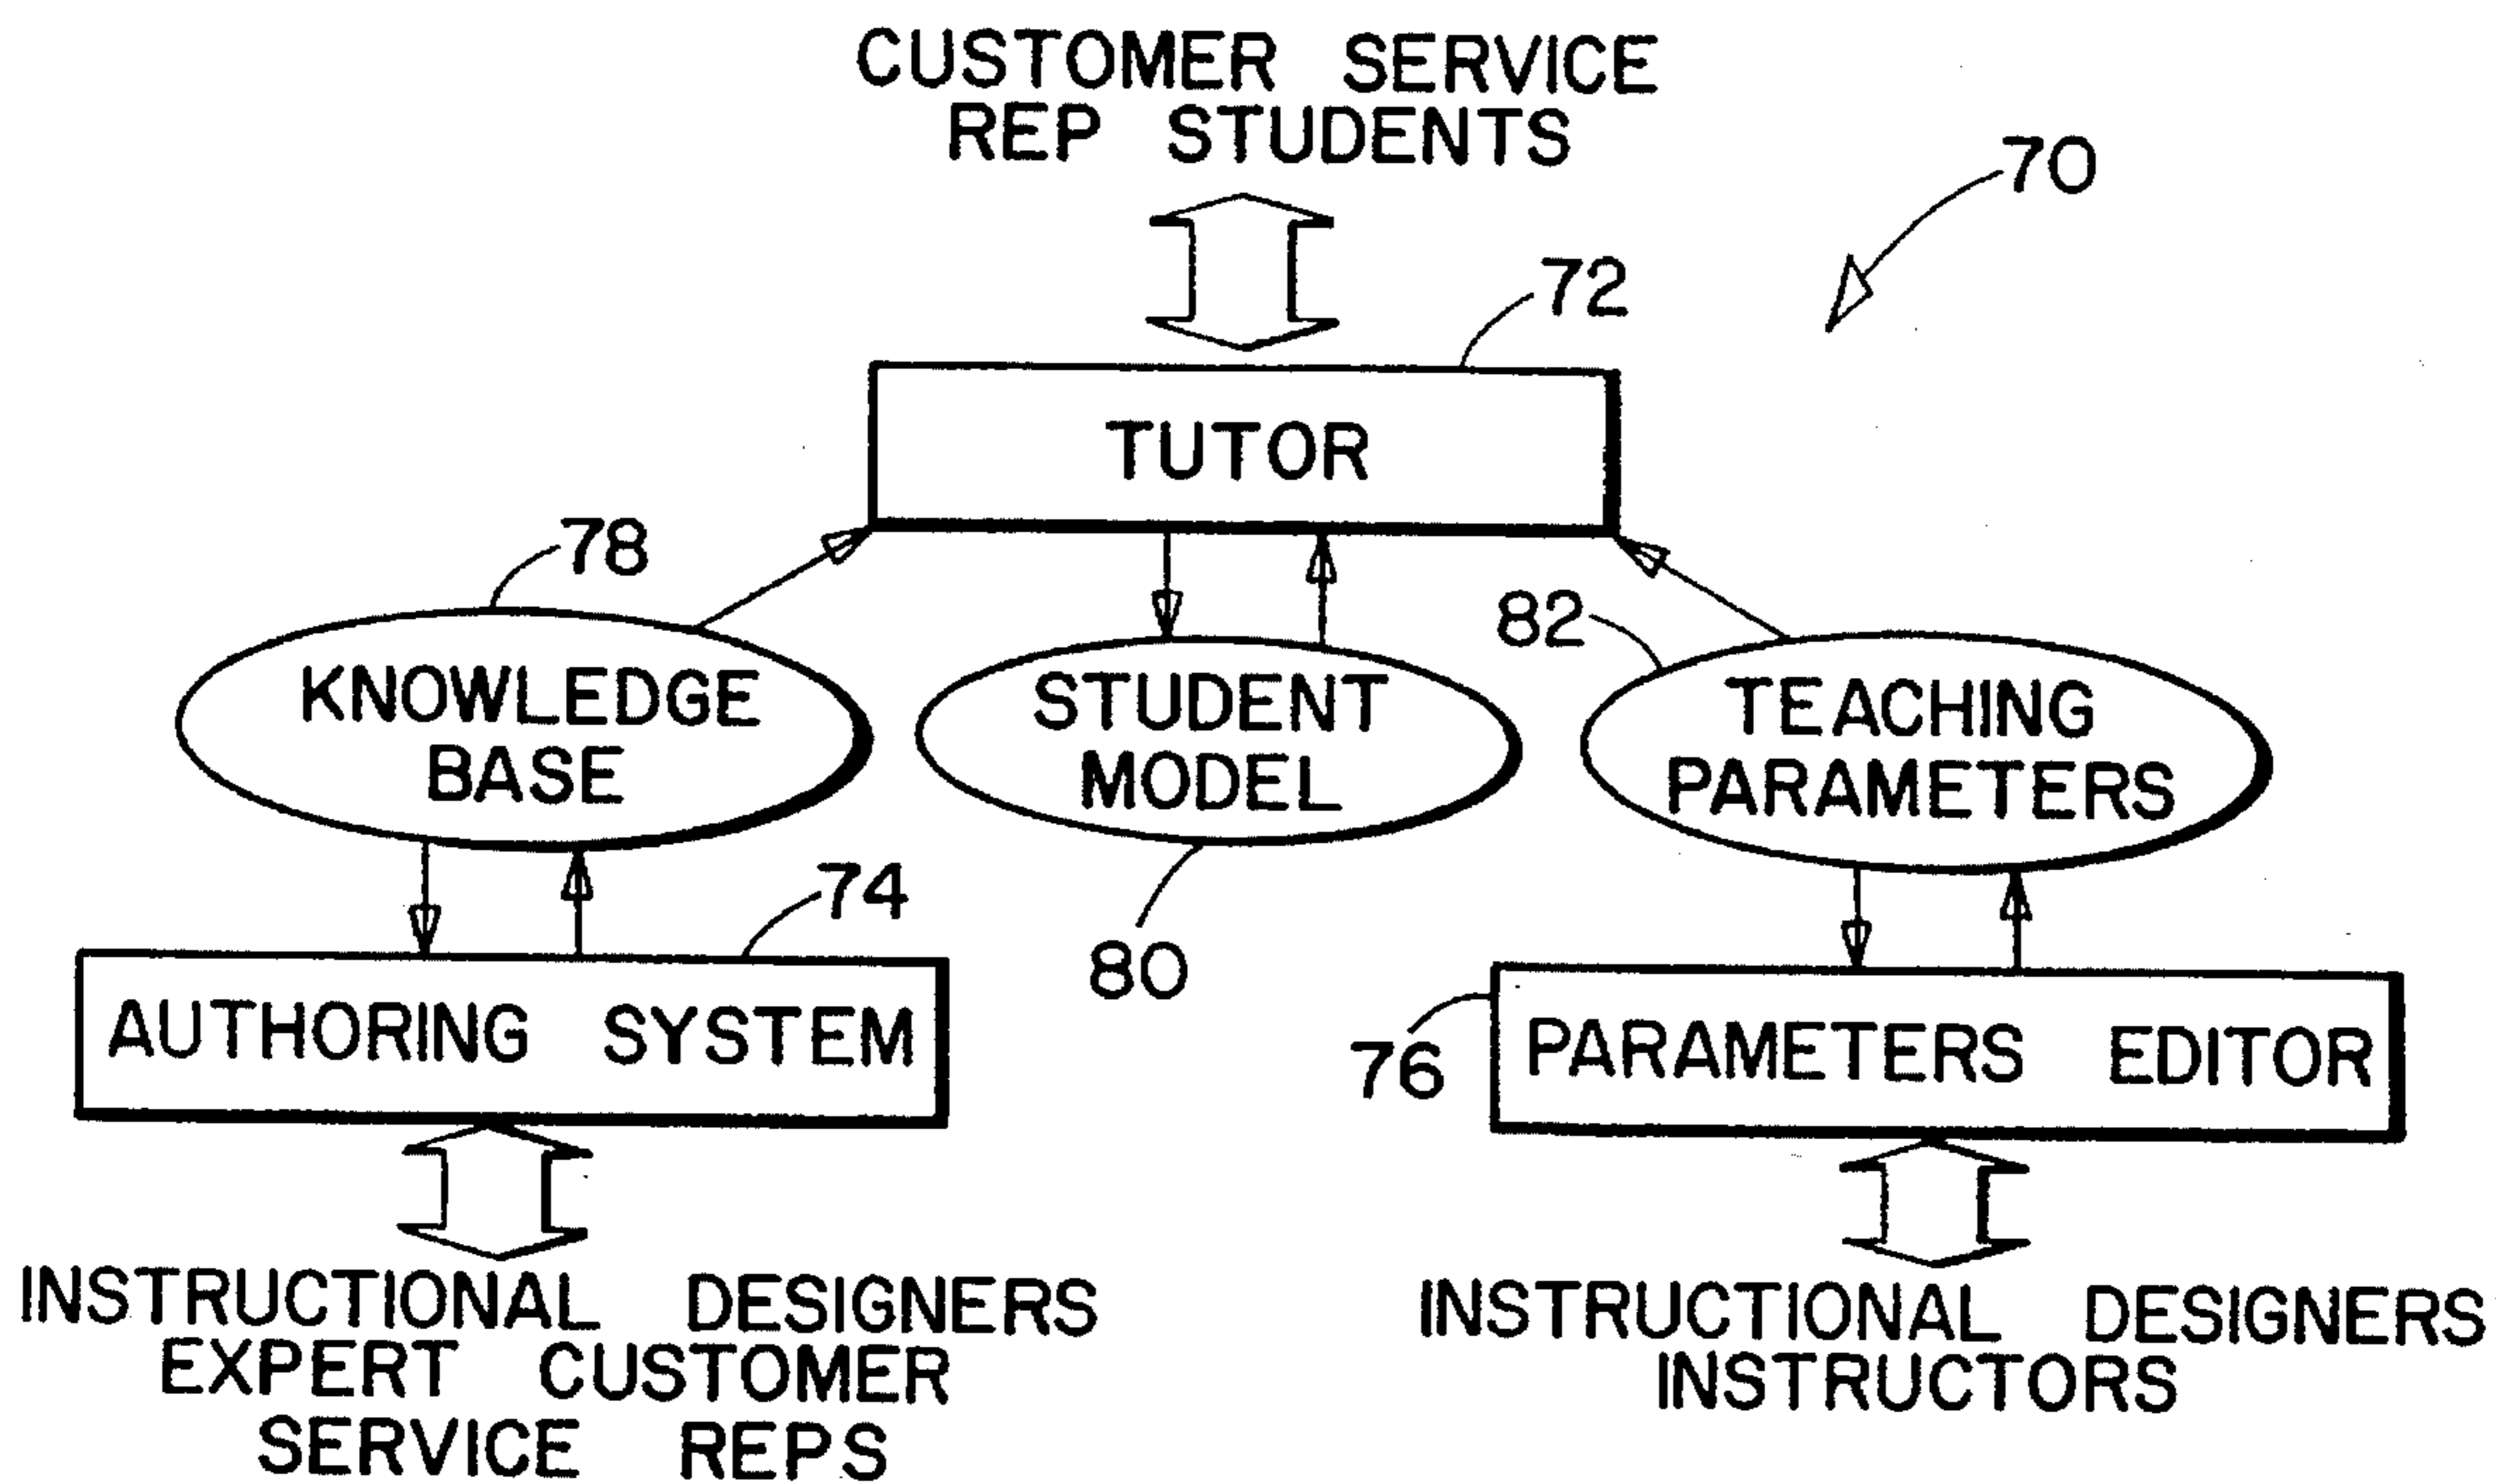 CUSTOMER SERVICE
REP STUDENTS
70
72
TUTOR
78
82
KNOWLEDGE
BASE
STUDENT
MODEL
TEACHING
PARAMETERS
74
80
76
AUTHORING SYSTEM
PARAMETERS EDITOR
INSTRUCTIONAL DESIGNERS
EXPERT CUSTOMER
SERVICE REPS
INSTRUCTIONAL DESIGNERS
INSTRUCTORS